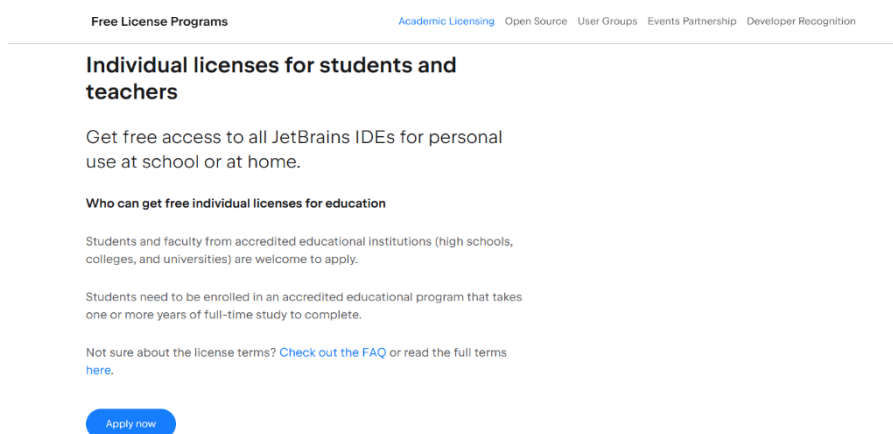 Free License Programs Academic Licensing Open Source User Groups Events Partnership Developer Recognition
Individual licenses for students and
teachers
Get free access to all JetBrains IDEs for personal
use at school or at home.
Who can get free individual licenses for education
Students and faculty from accredited educational institutions (high schools,
colleges, and universities) are welcome to apply.
Students need to be enrolled in an accredited educational program that takes
one or more years of full-time study to complete.
Not sure about the license terms? Check out the FAQ or read the full terms
here.
Apply now